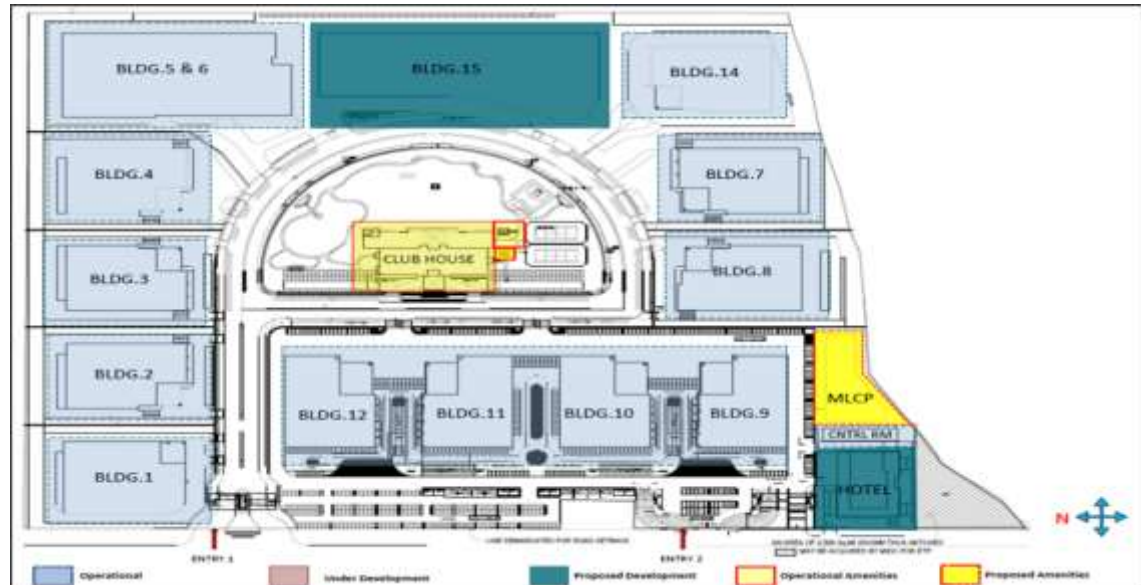 BLDG.5 & 6
BLDG.15
BLDG.14
BLDG.4
BLDG.7
CLUB HOUSE
BLDG.3
BLDG.8
BLDG.2
MLCP
BLDG.12
BLDG.11
BLDG.10
BLDG.9
CNTRL RM
BLDG.1
HOTEL
N
ENTRY 1
ENTRY 2
Operational
Under Development
Proposed Development
Operational Amenities
Proposed Amenities